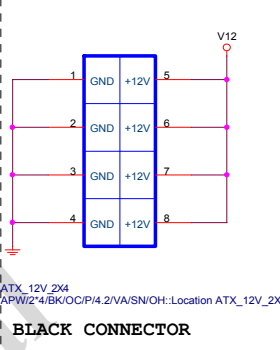 V12
1 GND +12V 5
2 GND +12V 6
3 GND +12V 7
4 GND +12V 8
ATX_12V_2X4
APW/2*4/BK/OC/P/4.2/VA/SN/OH::Location ATX_12V_2X
BLACK CONNECTOR